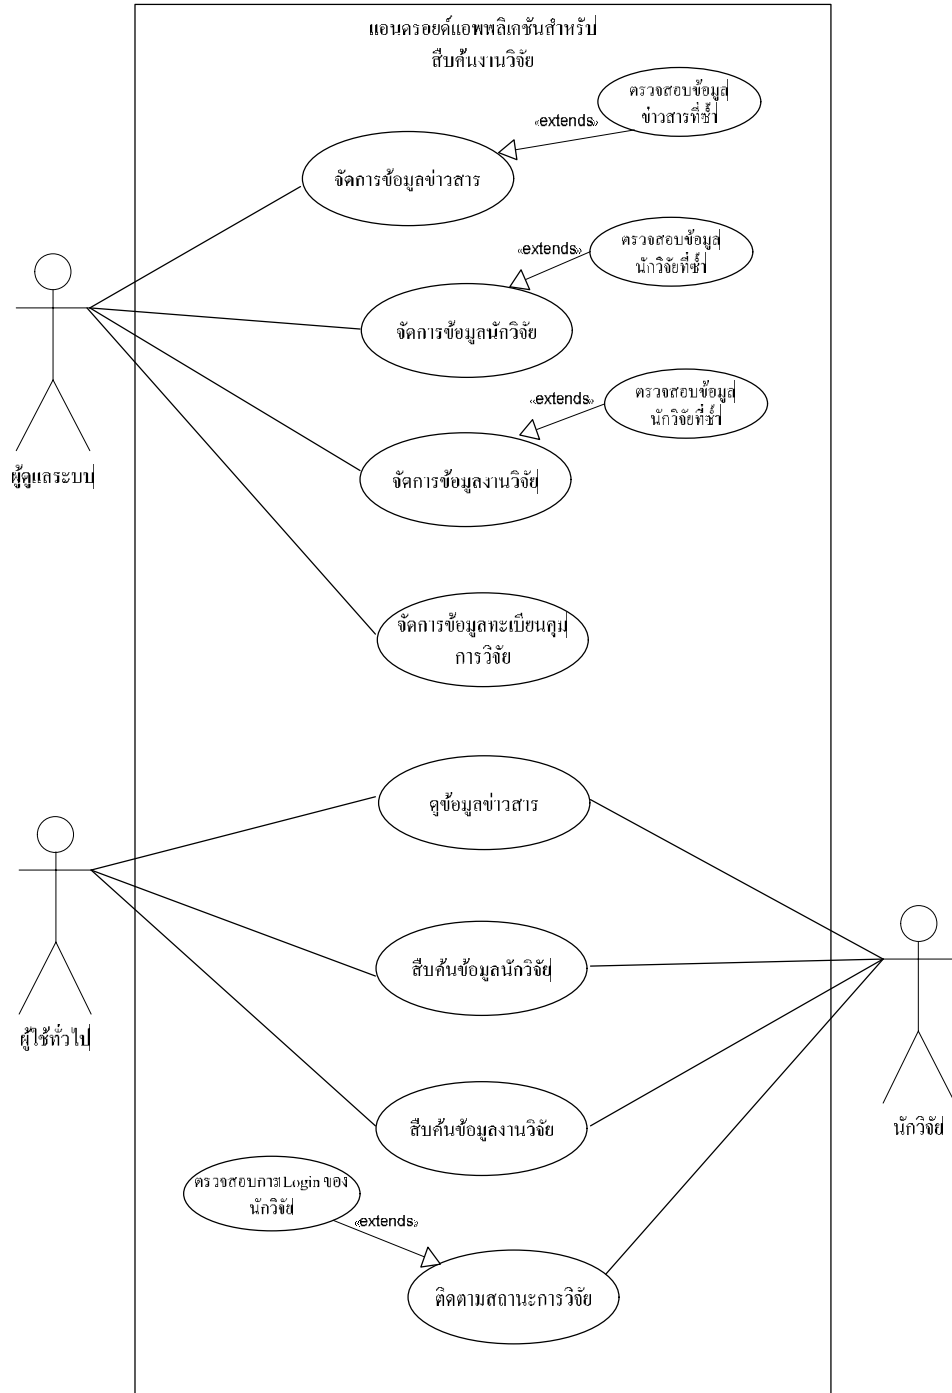 แอนดรอยด์แอพพลิเคชันสำหรับ
สืบค้นงานวิจัย
ตรวจสอบข้อมูล
ข่าวสารที่ซ้ำ
«extends»
จัดการข้อมูลข่าวสาร
ตรวจสอบข้อมูล
นักวิจัยที่ซ้ำ
«extends»
จัดการข้อมูลนักวิจัย
ตรวจสอบข้อมูล
นักวิจัยที่ซ้ำ
«extends»
จัดการข้อมูลงานวิจัย
ผู้ดูแลระบบ
จัดการข้อมูลทะเบียนคุม
การวิจัย
ดูข้อมูลข่าวสาร
สืบค้นข้อมูลนักวิจัย
ผู้ใช้ทั่วไป
สืบค้นข้อมูลงานวิจัย
นักวิจัย
ตรวจสอบการLogin ของ
นักวิจัย
«extends»
ติดตามสถานะการวิจัย